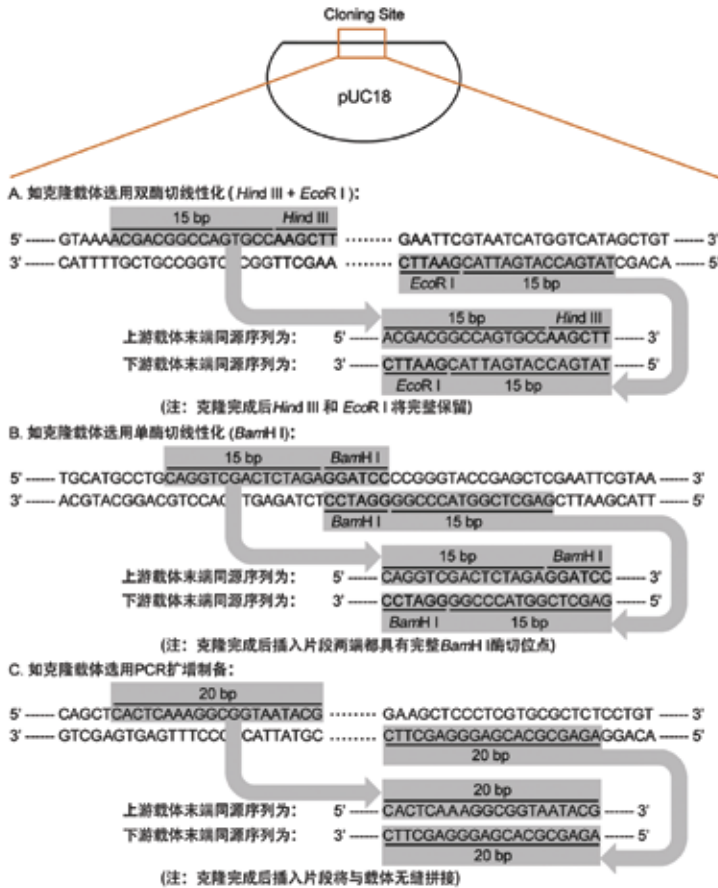 Cloning Site
pUC18
A. 如克隆载体选用双酶切线性化 (Hind III + EcoR I):
15 bp Hind III
5' ------ GTAAAACGACGGCCAGTGCCAAGCTT ········ GAATTCGTAATCATGGTCATAGCTGT ------ 3'
3' ------ CATTTTGCTGCCGGTC CGGTTCGAA ········ CTTAAGCATTAGTACCAGTATCGACA ------ 5'
EcoR I 15 bp
15 bp Hind III
上游载体末端同源序列为: 5' ------ ACGACGGCCAGTGCCAAGCTT ------ 3'
下游载体末端同源序列为: 3' ------ CTTAAGCATTAGTACCAGTAT ------ 5'
EcoR I 15 bp
(注: 克隆完成后Hind III 和 EcoR I 将完整保留)
B. 如克隆载体选用单酶切线性化 (BamH I):
15 bp BamH I
5' ------ TGCATGCCTGCAGGTCGACTCTAGAGGATCCCCGGGTACCGAGCTCGAATTCGTAA ------ 3'
3' ------ ACGTACGGACGTCCAC TGAGATCTCCTAGGGGCCCATGGCTCGAGCTTAAGCATT ------ 5'
BamH I 15 bp
15 bp BamH I
上游载体末端同源序列为: 5' ------ CAGGTCGACTCTAGAGGATCC ------ 3'
下游载体末端同源序列为: 3' ------ CCTAGGGGCCCATGGCTCGAG ------ 5'
BamH I 15 bp
(注: 克隆完成后插入片段两端都具有完整BamH I酶切位点)
C. 如克隆载体选用PCR扩增制备:
20 bp
5' ------ CAGCTCACTCAAAGGCGGTAATACG ········ GAAGCTCCCTCGTGCGCTCTCCTGT ------ 3'
3' ------ GTCGAGTGAGTTTCCC CATTATGC ········ CTTCGAGGGAGCACGCGAGAGGACA ------ 5'
20 bp
20 bp
上游载体末端同源序列为: 5' ------ CACTCAAAGGCGGTAATACG ------ 3'
下游载体末端同源序列为: 3' ------ CTTCGAGGGAGCACGCGAGA ------ 5'
20 bp
(注: 克隆完成后插入片段将与载体无缝拼接)